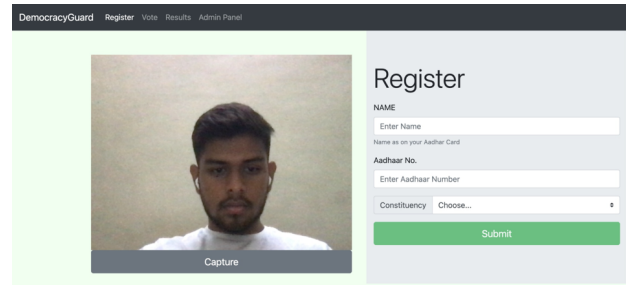 DemocracyGuard Register Vote Results Admin Panel
Register
NAME
Enter Name
Name as on your Aadhar Card
Aadhaar No.
Enter Aadhaar Number
Constituency Choose...
Submit
Capture